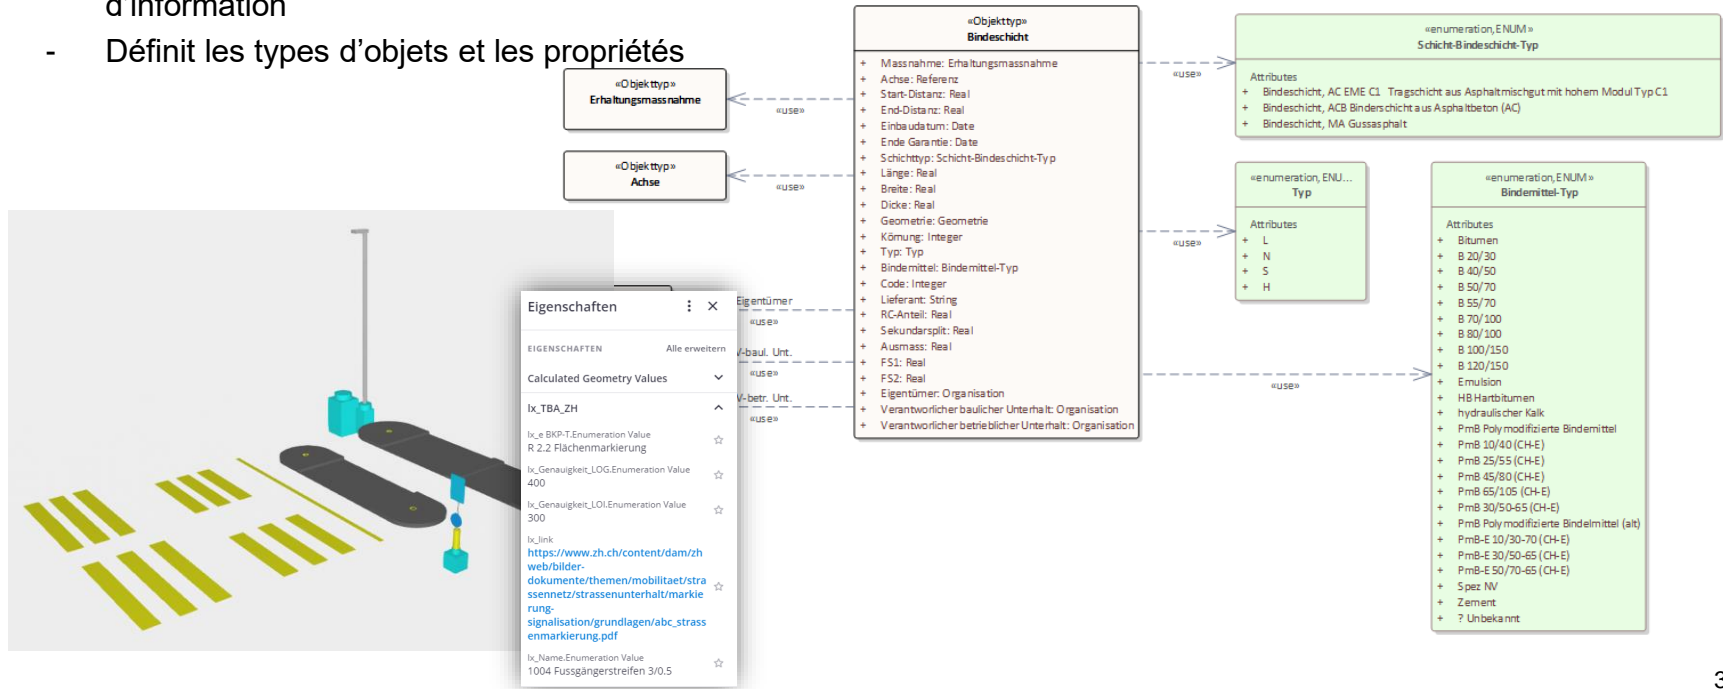 d'information
- Définit les types d'objets et les propriétés
«Objekttyp»
Erhaltungsmassnahme
«use»
«Objekttyp»
Achse
«use»
«Objekttyp»
Bindeschicht
+ Massnahme: Erhaltungsmassnahme
+ Achse: Referenz
+ Start-Distanz: Real
+ End-Distanz: Real
+ Einbaudatum: Date
+ Ende Garantie: Date
+ Schichttyp: Schicht-Bindeschicht-Typ
+ Länge: Real
+ Breite: Real
+ Dicke: Real
+ Geometrie: Geometrie
+ Körnung: Integer
+ Typ: Typ
+ Bindemittel: Bindemittel-Typ
+ Code: Integer
+ Lieferant: String
+ RC-Anteil: Real
+ Sekundarsplit: Real
+ Ausmass: Real
+ FS1: Real
+ FS2: Real
+ Eigentümer: Organisation
+ Verantworlicher baulicher Unterhalt: Organisation
+ Verantworlicher betrieblicher Unterhalt: Organisation
«use»
«enumeration,ENUM»
Schicht-Bindeschicht-Typ
Attributes
+ Bindeschicht, AC EME C1 Tragschicht aus Asphaltmischgut mit hohem Modul Typ C1
+ Bindeschicht, ACB Binderschicht aus Asphaltbeton (AC)
+ Bindeschicht, MA Gussasphalt
«use»
«enumeration, ENU...
Typ
Attributes
+ L
+ N
+ S
+ H
«use»
«enumeration,ENUM»
Bindemittel-Typ
Attributes
+ Bitumen
+ B 20/30
+ B 40/50
+ B 50/70
+ B 55/70
+ B 70/100
+ B 80/100
+ B 100/150
+ B 120/150
+ Emulsion
+ HB Hartbitumen
+ hydraulischer Kalk
+ PmB Polymodifizierte Bindemittel
+ PmB 10/40 (CH-E)
+ PmB 25/55 (CH-E)
+ PmB 45/80 (CH-E)
+ PmB 65/105 (CH-E)
+ PmB 30/50-65 (CH-E)
+ PmB Polymodifizierte Bindelmittel (alt)
+ PmB-E 10/30-70 (CH-E)
+ PmB-E 30/50-65 (CH-E)
+ PmB-E 50/70-65 (CH-E)
+ Spez NV
+ Zement
+ ? Unbekannt
Eigentümer
«use»
V-baul. Unt.
«use»
V-betr. Unt.
«use»
Eigenschaften
EIGENSCHAFTEN Alle erweitern
Calculated Geometry Values
lx_TBA_ZH
lx_e BKP-T.Enumeration Value
R 2.2 Flächenmarkierung
lx_Genauigkeit_LOG.Enumeration Value
400
lx_Genauigkeit_LOI.Enumeration Value
300
lx_link
https://www.zh.ch/content/dam/zh
web/bilder-
dokumente/themen/mobilitaet/stra
ssennetz/strassenunterhalt/markie
rung-
signalisation/grundlagen/abc_strass
enmarkierung.pdf
lx_Name.Enumeration Value
1004 Fussgängerstreifen 3/0.5
3